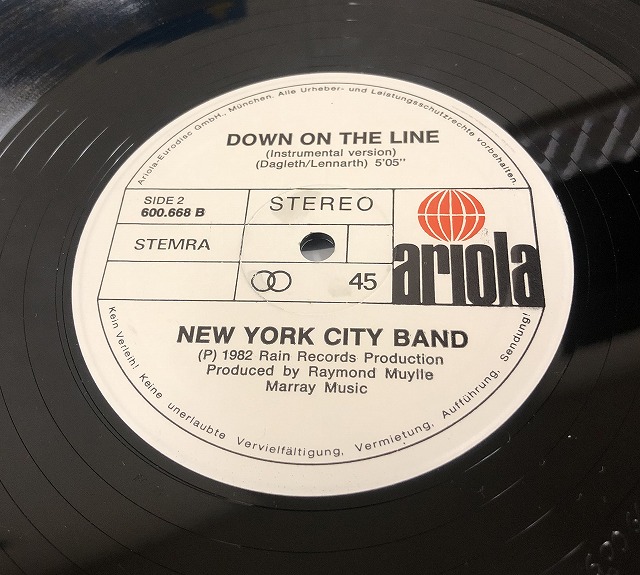 Ariola-Eurodisc GmbH., München. Alle Urheber- und Leistungsschutzrechte vorbehalten.
DOWN ON THE LINE
(Instrumental version)
(Dagleth/Lennarth) 5'05"
SIDE 2
600.668 B
STEREO
STEMRA
45
ariola
NEW YORK CITY BAND
(P) 1982 Rain Records Production
Produced by Raymond Muylle
Marray Music
Kein Verleih! Keine unerlaubte Vervielfältigung, Vermietung, Aufführung, Sendung!